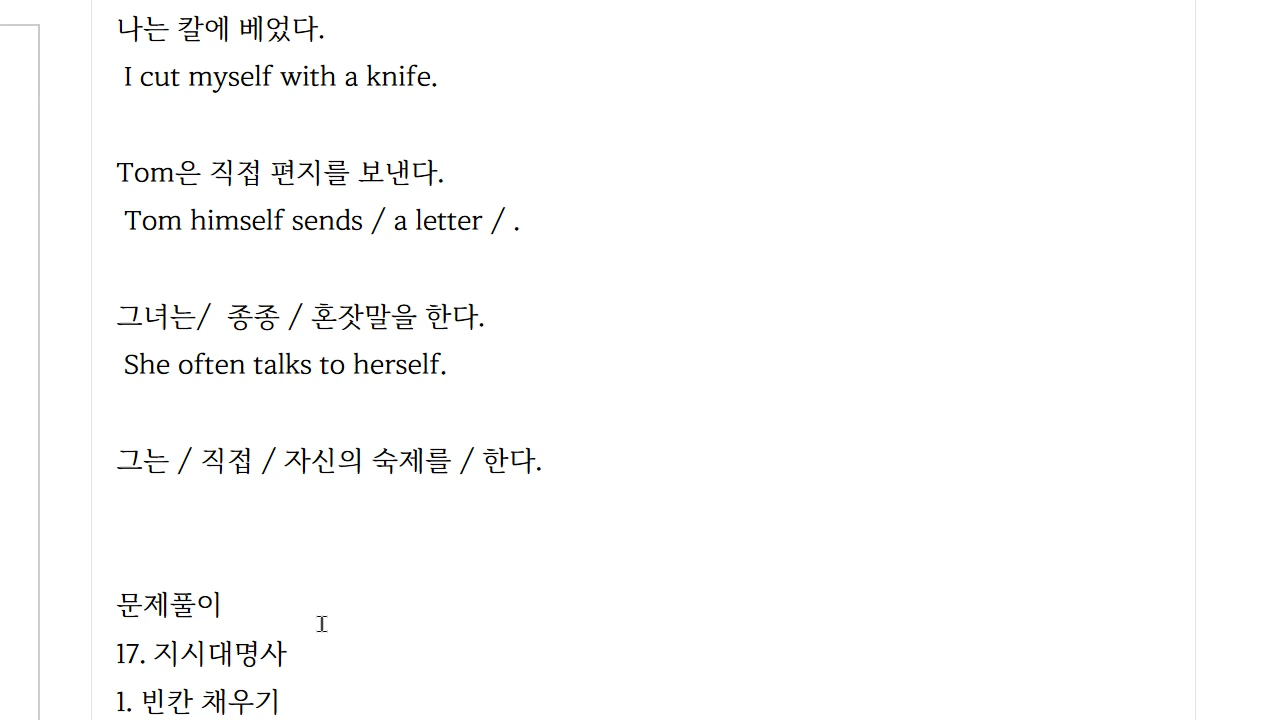 나는 칼에 베었다.
I cut myself with a knife.
Tom은 직접 편지를 보낸다.
Tom himself sends / a letter / .
그녀는/  종종 / 혼잣말을 한다.
She often talks to herself.
그는 / 직접 / 자신의 숙제를 / 한다.
문제풀이
17. 지시대명사
1. 빈칸 채우기